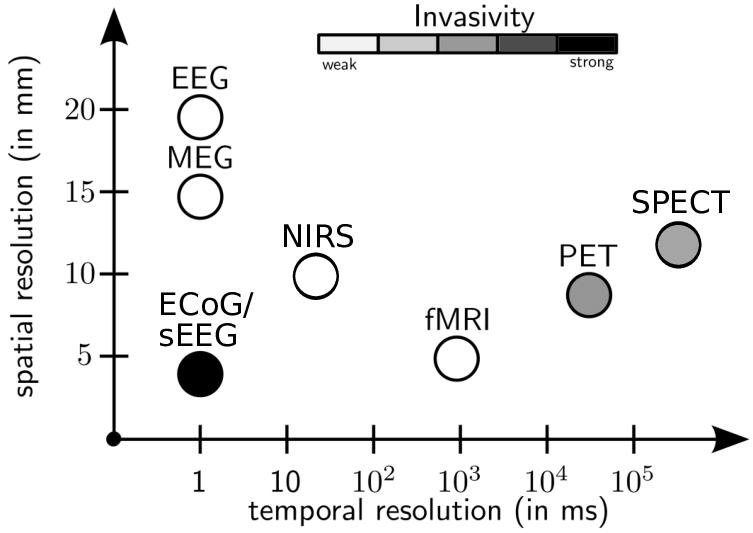 Invasivity
weak
strong
spatial resolution (in mm)
20
15
10
5
EEG
MEG
NIRS
ECoG/
sEEG
fMRI
PET
SPECT
1
10
10²
10³
10⁴
10⁵
temporal resolution (in ms)